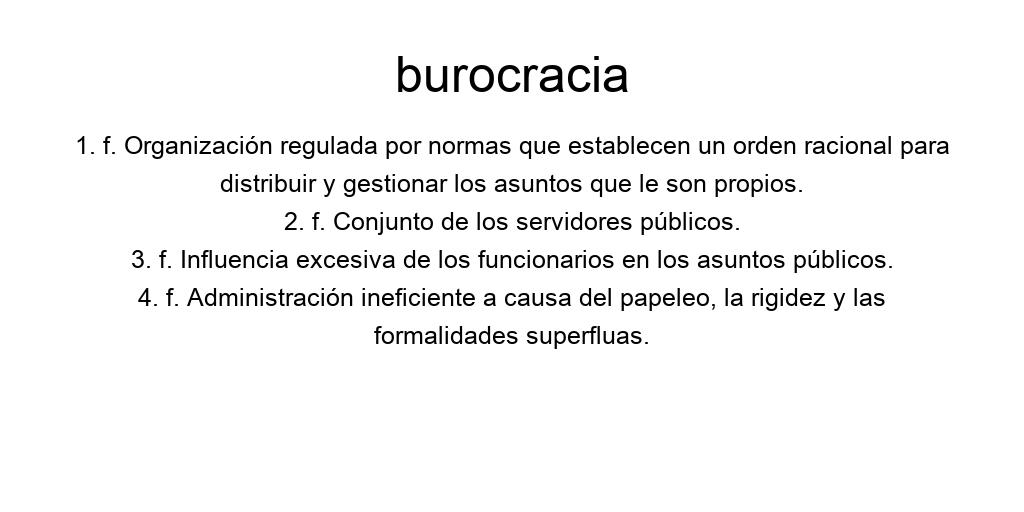 burocracia
1. f. Organización regulada por normas que establecen un orden racional para
distribuir y gestionar los asuntos que le son propios.
2. f. Conjunto de los servidores públicos.
3. f. Influencia excesiva de los funcionarios en los asuntos públicos.
4. f. Administración ineficiente a causa del papeleo, la rigidez y las
formalidades superfluas.